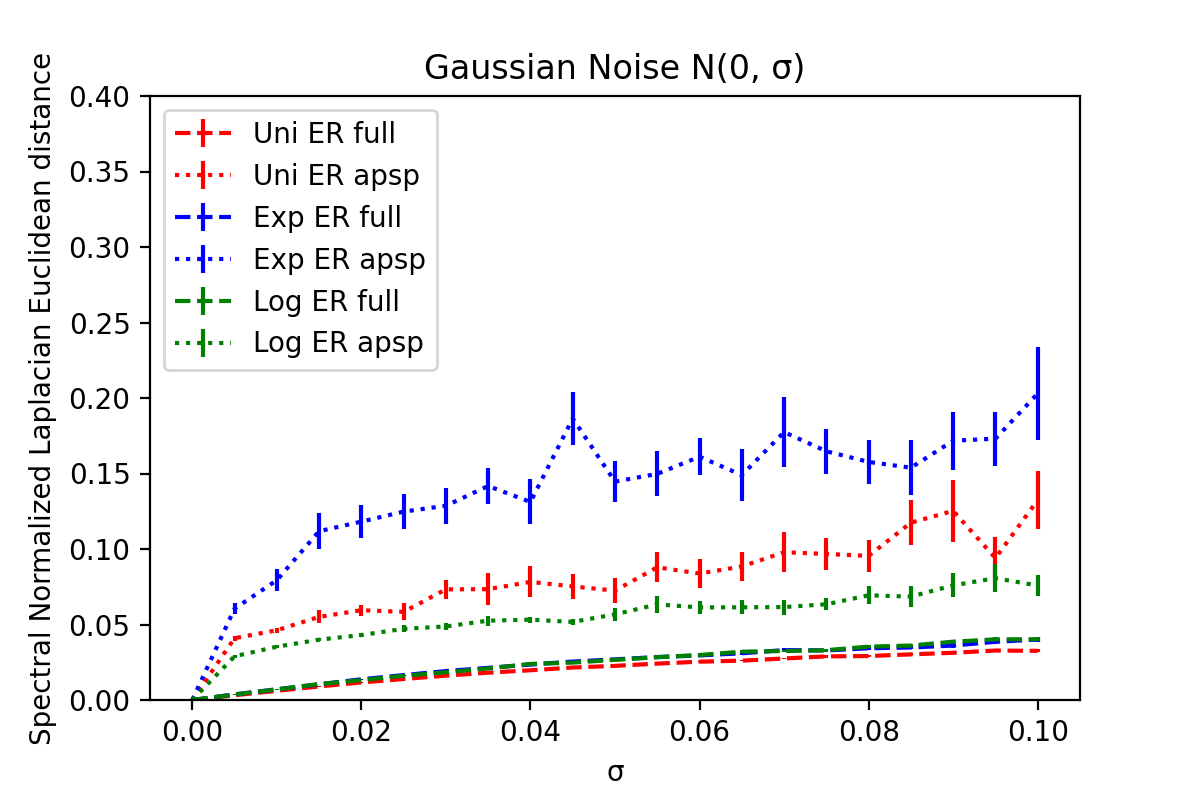 Gaussian Noise N(0, σ)
Spectral Normalized Laplacian Euclidean distance
0.40
0.35
0.30
0.25
0.20
0.15
0.10
0.05
0.00
Uni ER full
Uni ER apsp
Exp ER full
Exp ER apsp
Log ER full
Log ER apsp
0.00 0.02 0.04 0.06 0.08 0.10
σ